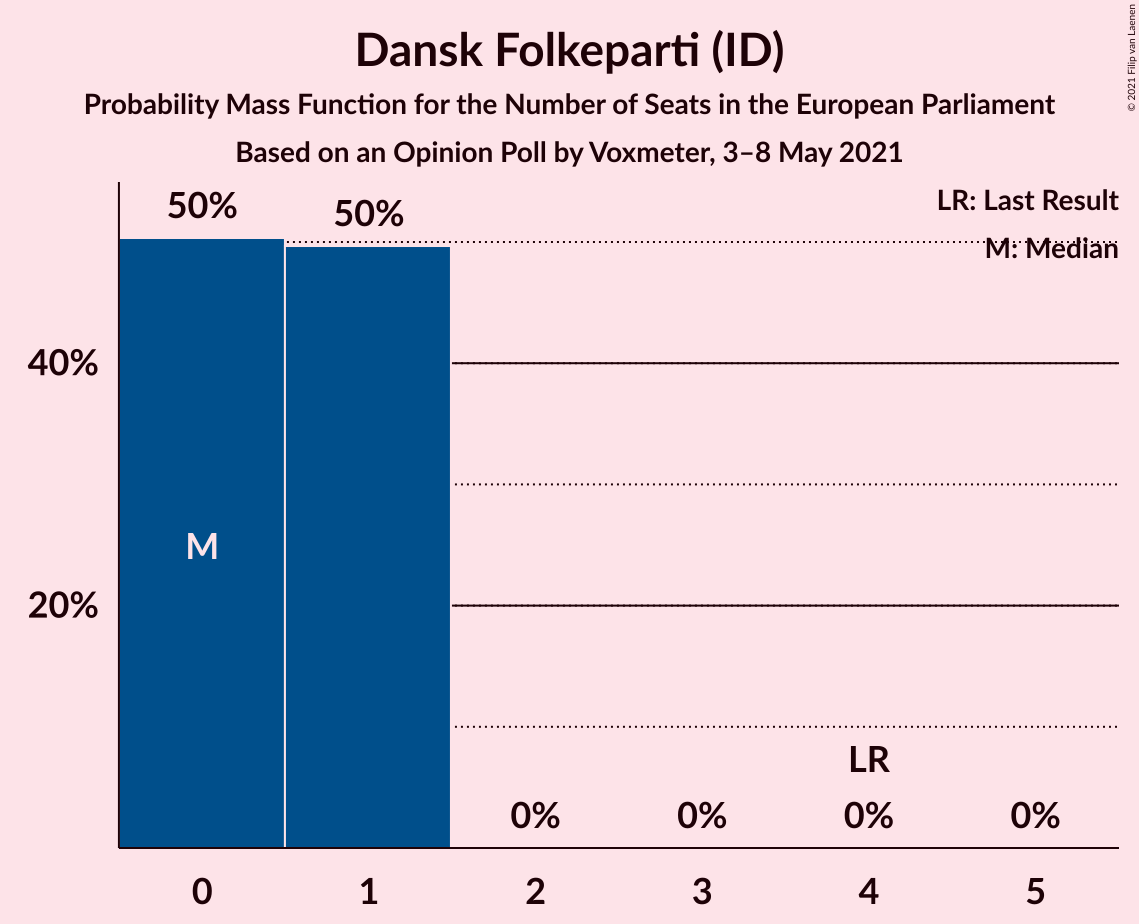 Dansk Folkeparti (ID)
Probability Mass Function for the Number of Seats in the European Parliament
Based on an Opinion Poll by Voxmeter, 3–8 May 2021
© 2021 Filip van Laenen
LR: Last Result
M: Median
50%
50%
40%
20%
M
LR
0%
0%
0%
0%
0
1
2
3
4
5